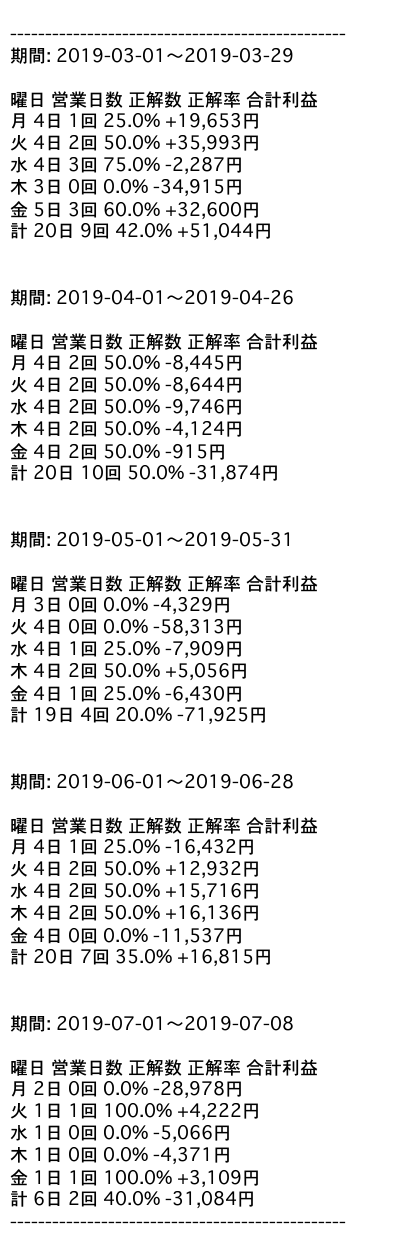 ------------------------------------------------
期間: 2019-03-01〜2019-03-29
曜日 営業日数 正解数 正解率 合計利益
月 4日 1回 25.0% +19,653円
火 4日 2回 50.0% +35,993円
水 4日 3回 75.0% -2,287円
木 3日 0回 0.0% -34,915円
金 5日 3回 60.0% +32,600円
計 20日 9回 42.0% +51,044円
期間: 2019-04-01〜2019-04-26
曜日 営業日数 正解数 正解率 合計利益
月 4日 2回 50.0% -8,445円
火 4日 2回 50.0% -8,644円
水 4日 2回 50.0% -9,746円
木 4日 2回 50.0% -4,124円
金 4日 2回 50.0% -915円
計 20日 10回 50.0% -31,874円
期間: 2019-05-01〜2019-05-31
曜日 営業日数 正解数 正解率 合計利益
月 3日 0回 0.0% -4,329円
火 4日 0回 0.0% -58,313円
水 4日 1回 25.0% -7,909円
木 4日 2回 50.0% +5,056円
金 4日 1回 25.0% -6,430円
計 19日 4回 20.0% -71,925円
期間: 2019-06-01〜2019-06-28
曜日 営業日数 正解数 正解率 合計利益
月 4日 1回 25.0% -16,432円
火 4日 2回 50.0% +12,932円
水 4日 2回 50.0% +15,716円
木 4日 2回 50.0% +16,136円
金 4日 0回 0.0% -11,537円
計 20日 7回 35.0% +16,815円
期間: 2019-07-01〜2019-07-08
曜日 営業日数 正解数 正解率 合計利益
月 2日 0回 0.0% -28,978円
火 1日 1回 100.0% +4,222円
水 1日 0回 0.0% -5,066円
木 1日 0回 0.0% -4,371円
金 1日 1回 100.0% +3,109円
計 6日 2回 40.0% -31,084円
------------------------------------------------